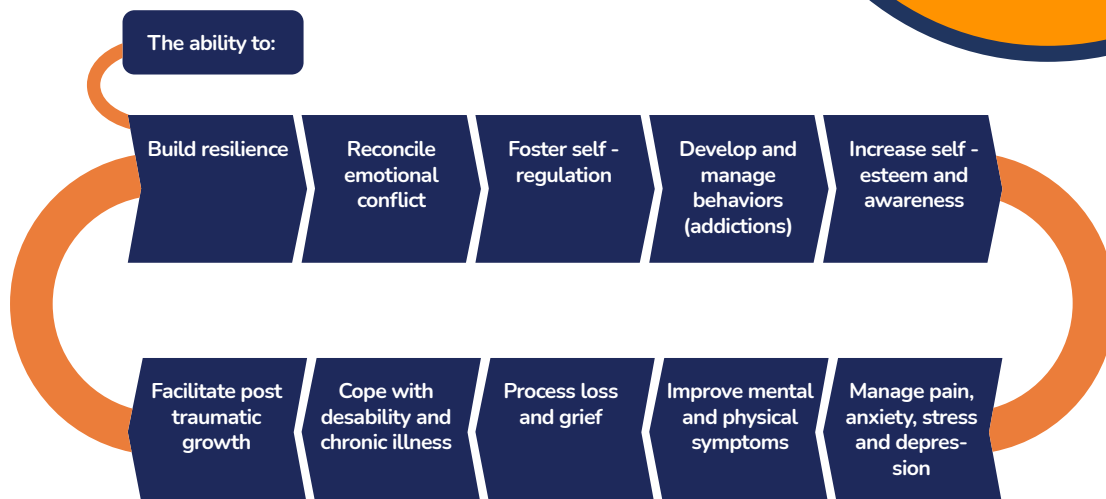 The ability to:
Build resilience
Reconcile
emotional
conflict
Foster self -
regulation
Develop and
manage
behaviors
(addictions)
Increase self -
esteem and
awareness
Facilitate post
traumatic
growth
Cope with
desability and
chronic illness
Process loss
and grief
Improve mental
and physical
symptoms
Manage pain,
anxiety, stress
and depres-
sion